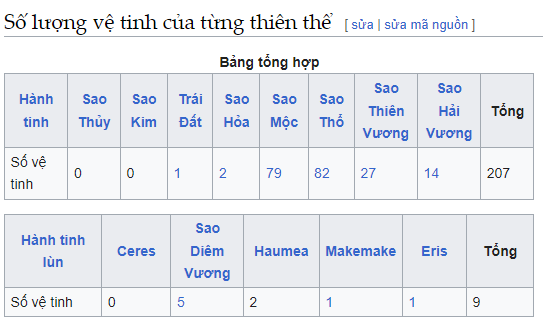 Số lượng vệ tinh của từng thiên thể [ sửa | sửa mã nguồn ]
Bảng tổng hợp
Hành tinh Sao Thủy Sao Kim Trái Đất Sao Hỏa Sao Mộc Sao Thổ Sao Thiên Vương Sao Hải Vương Tổng
Số vệ tinh 0 0 1 2 79 82 27 14 207
Hành tinh lùn Ceres Sao Diêm Vương Haumea Makemake Eris Tổng
Số vệ tinh 0 5 2 1 1 9